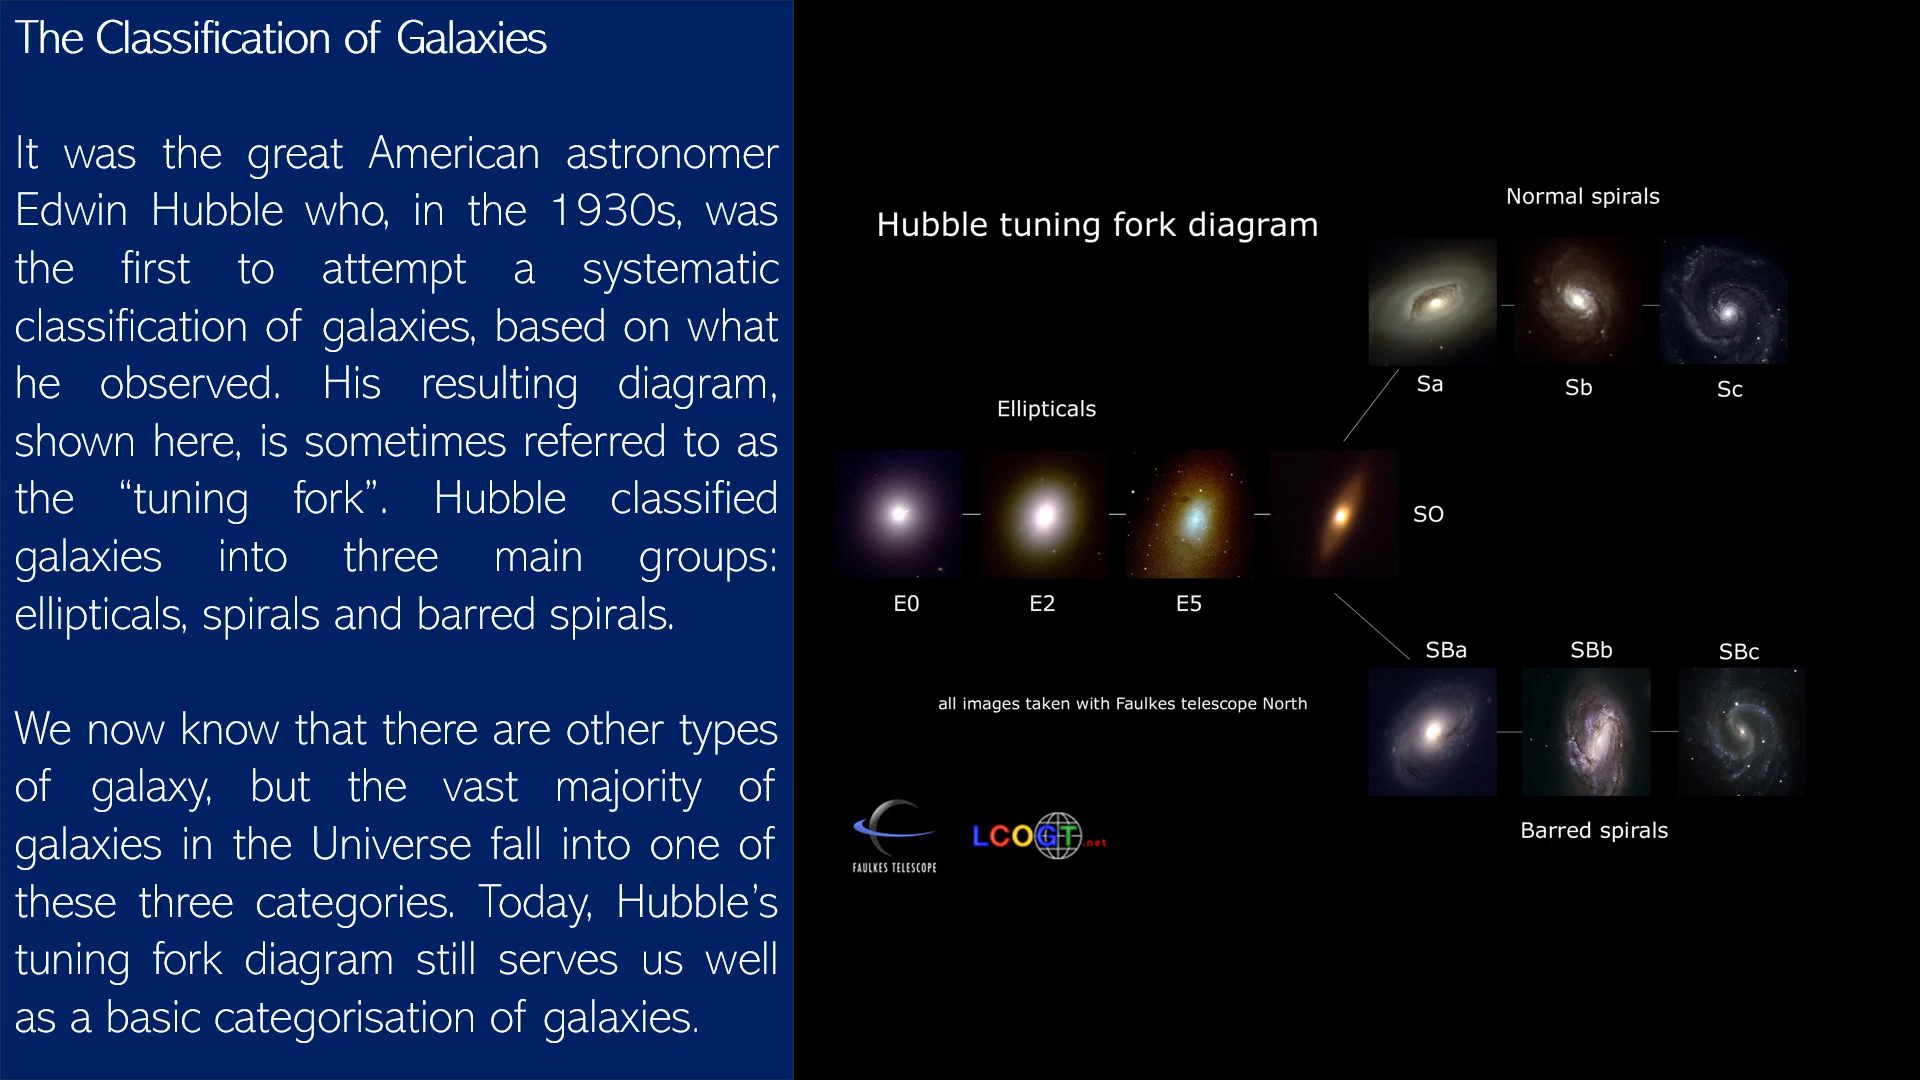 The Classification of Galaxies
It was the great American astronomer
Edwin Hubble who, in the 1930s, was
the first to attempt a systematic
classification of galaxies, based on what
he observed. His resulting diagram,
shown here, is sometimes referred to as
the “tuning fork”. Hubble classified
galaxies into three main groups:
ellipticals, spirals and barred spirals.
We now know that there are other types
of galaxy, but the vast majority of
galaxies in the Universe fall into one of
these three categories. Today, Hubble’s
tuning fork diagram still serves us well
as a basic categorisation of galaxies.
Hubble tuning fork diagram
Normal spirals
Sa
Sb
Sc
Ellipticals
SO
E0
E2
E5
SBa
SBb
SBc
all images taken with Faulkes telescope North
Barred spirals
FAULKES TELESCOPE
LCOGT.net